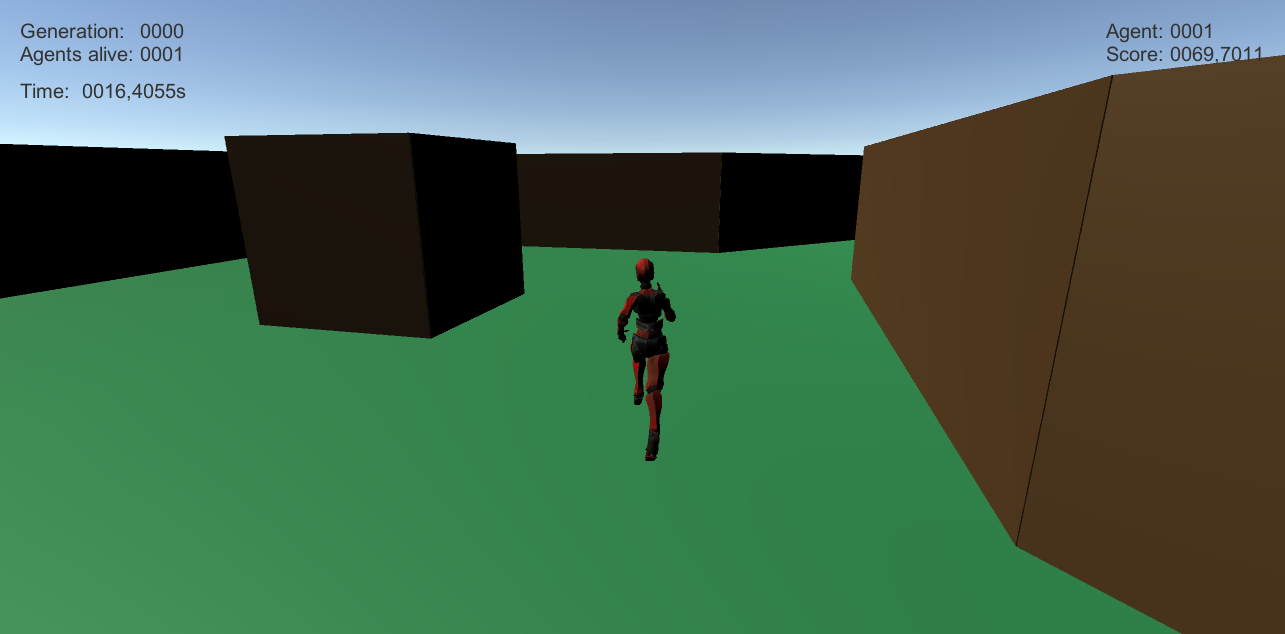 Generation: 0000
Agents alive: 0001
Time: 0016,4055s
Agent: 0001
Score: 0069,7011